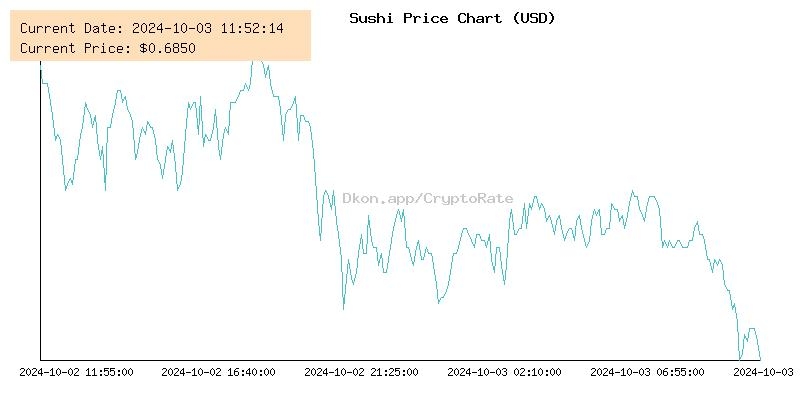 Sushi Price Chart (USD)
Current Date: 2024-10-03 11:52:14
Current Price: $0.6850
Dkon.app/CryptoRate
2024-10-02 11:55:00 2024-10-02 16:40:00 2024-10-02 21:25:00 2024-10-03 02:10:00 2024-10-03 06:55:00 2024-10-03